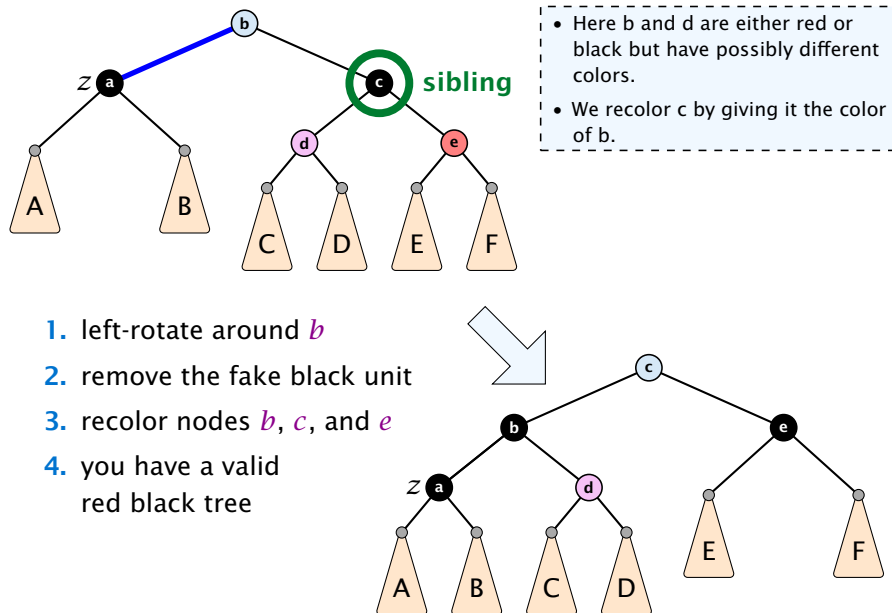 b
z a
c sibling
d
e
A
B
C
D
E
F
• Here b and d are either red or
black but have possibly different
colors.
• We recolor c by giving it the color
of b.
1. left-rotate around b
2. remove the fake black unit
3. recolor nodes b, c, and e
4. you have a valid
red black tree
c
b
e
z a
d
A
B
C
D
E
F